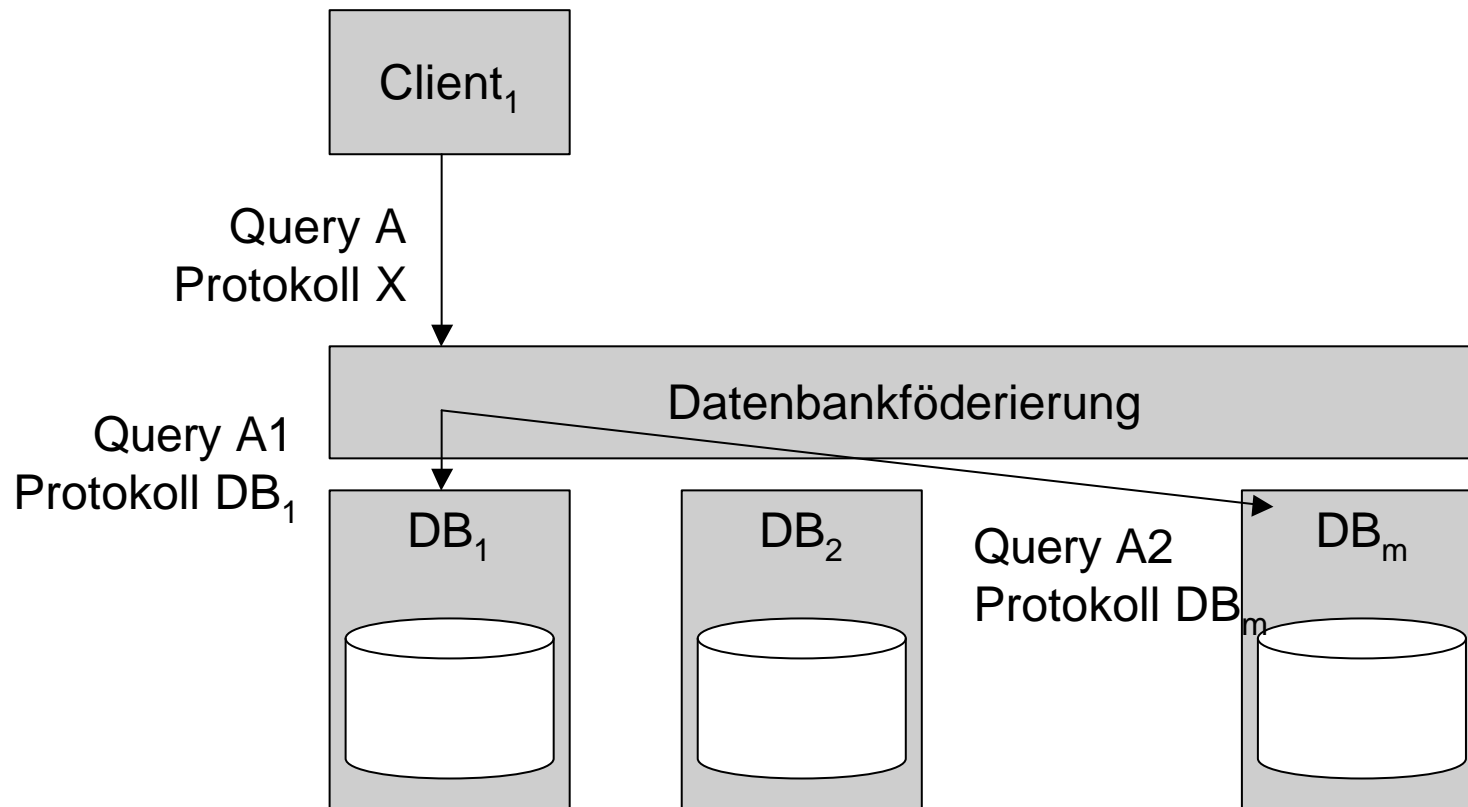 Client₁
Query A
Protokoll X
Datenbankföderierung
Query A1
Protokoll DB₁
DB₁
DB₂
Query A2
Protokoll DBₘ
DBₘ